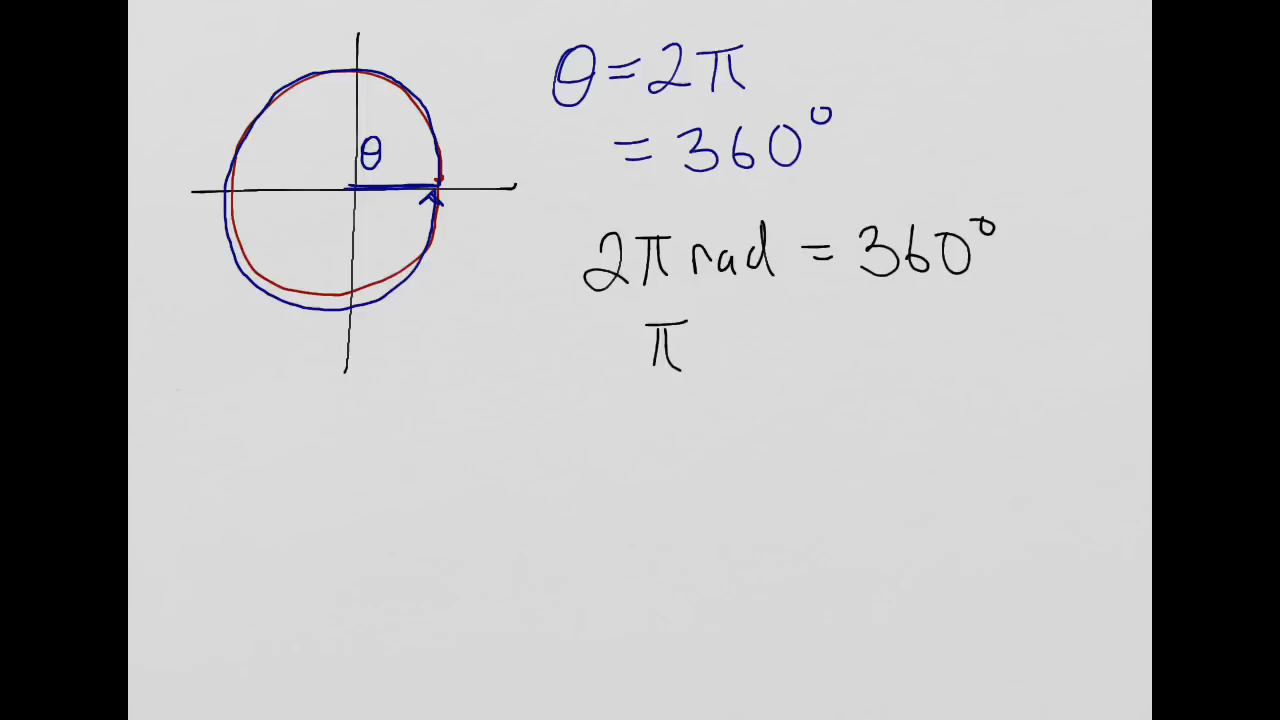 θ
θ = 2π
= 360°
2π rad = 360°
π